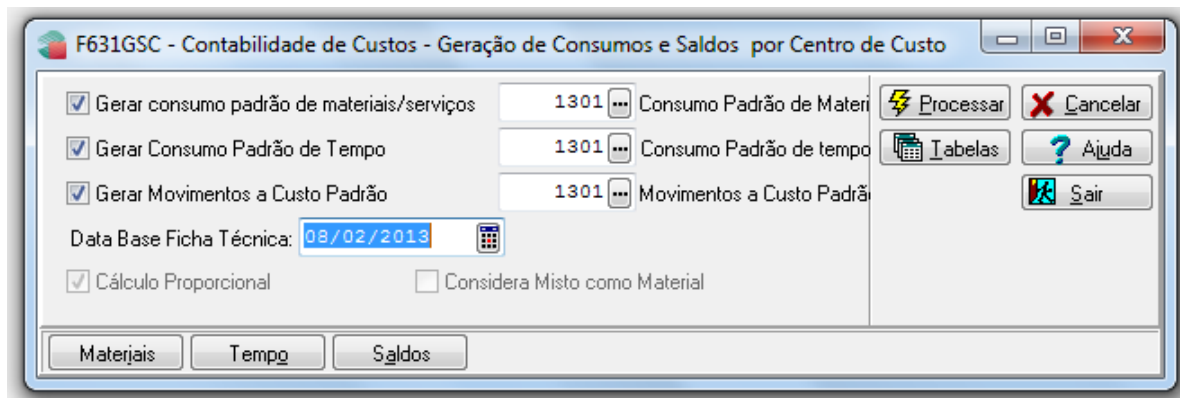 F631GSC - Contabilidade de Custos - Geração de Consumos e Saldos por Centro de Custo
Gerar consumo padrão de materiais/serviços 1301 ... Consumo Padrão de Materi Processar Cancelar
Gerar Consumo Padrão de Tempo 1301 ... Consumo Padrão de tempo Tabelas ? Ajuda
Gerar Movimentos a Custo Padrão 1301 ... Movimentos a Custo Padrã Sair
Data Base Ficha Técnica: 08/02/2013
Cálculo Proporcional Considera Misto como Material
Materiais Tempo Saldos